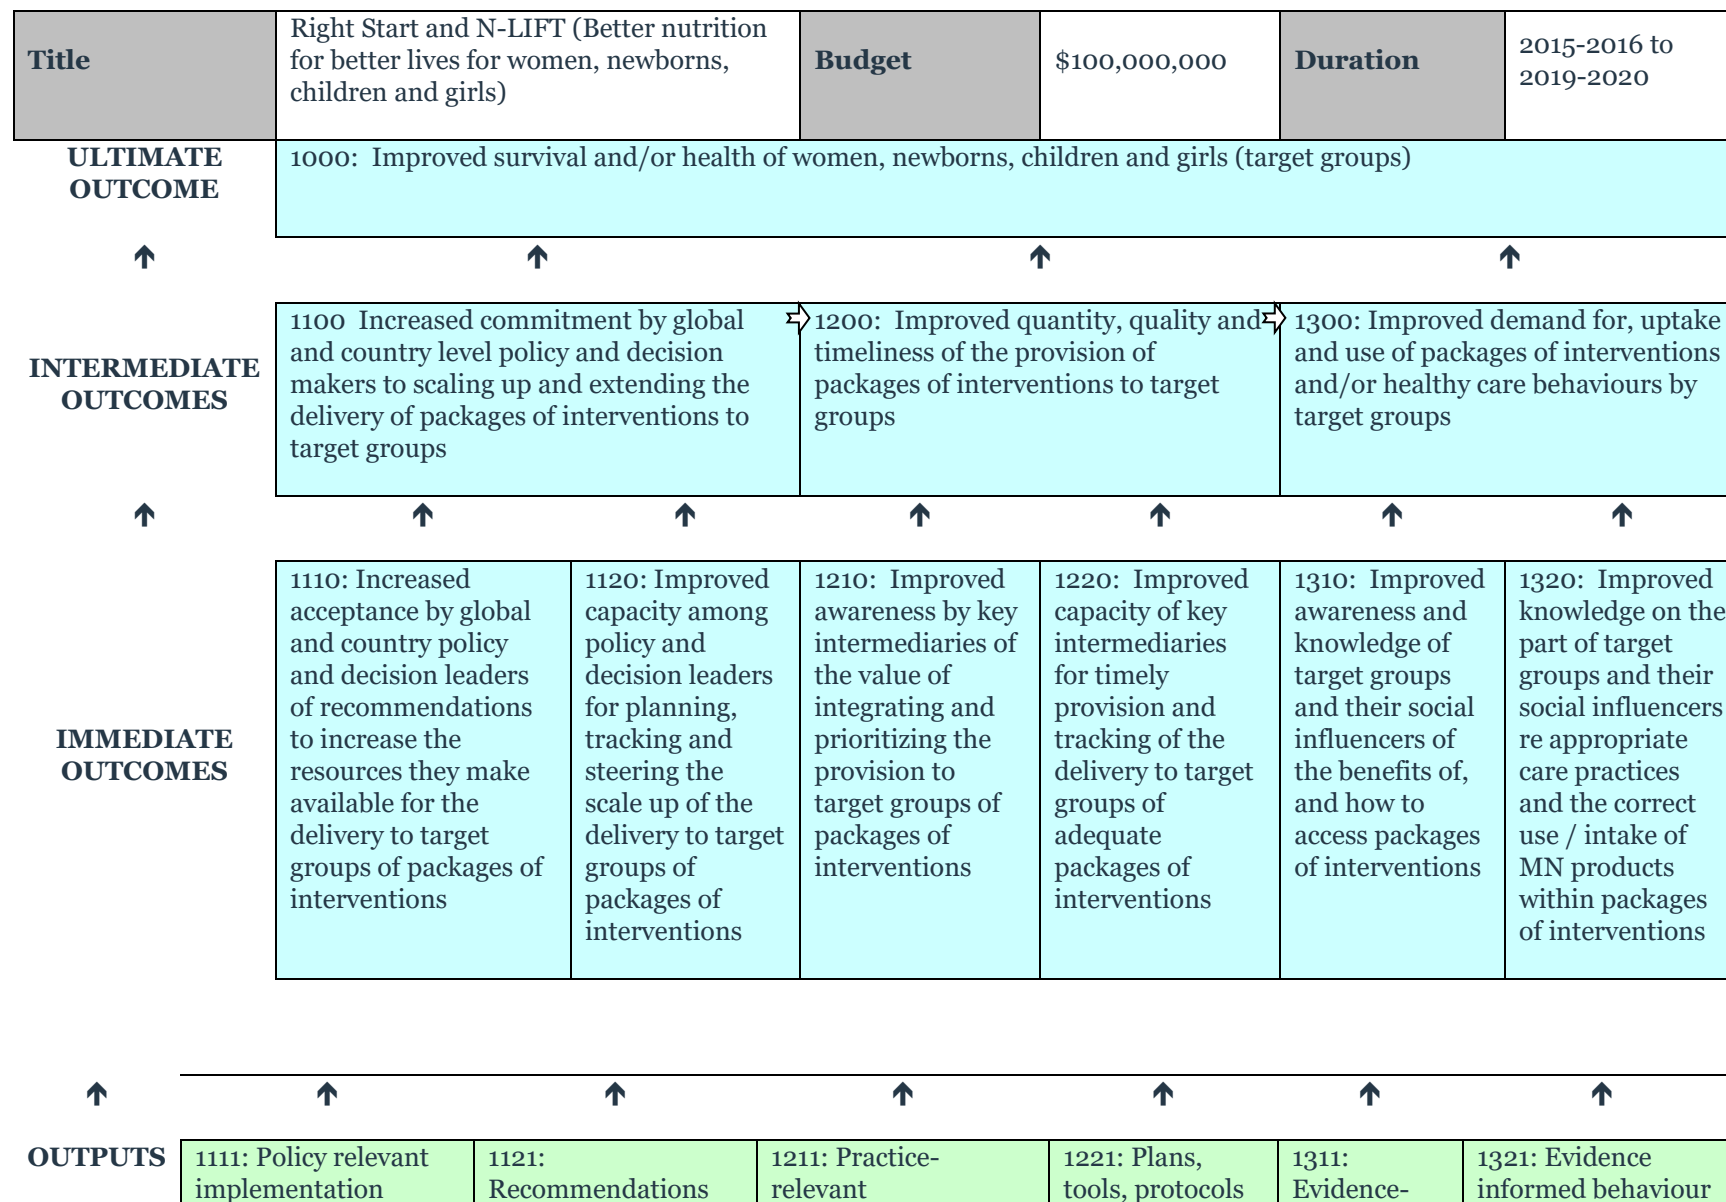 Title
Right Start and N-LIFT (Better nutrition
for better lives for women, newborns,
children and girls)
Budget
$100,000,000
Duration
2015-2016 to
2019-2020
ULTIMATE
OUTCOME
1000:  Improved survival and/or health of women, newborns, children and girls (target groups)
INTERMEDIATE
OUTCOMES
1100  Increased commitment by global
and country level policy and decision
makers to scaling up and extending the
delivery of packages of interventions to
target groups
1200:  Improved quantity, quality and
timeliness of the provision of
packages of interventions to target
groups
1300: Improved demand for, uptake
and use of packages of interventions
and/or healthy care behaviours by
target groups
IMMEDIATE
OUTCOMES
1110: Increased
acceptance by global
and country policy
and decision leaders
of recommendations
to increase the
resources they make
available for the
delivery to target
groups of packages of
interventions
1120: Improved
capacity among
policy and
decision leaders
for planning,
tracking and
steering the
scale up of the
delivery to target
groups of
packages of
interventions
1210:  Improved
awareness by key
intermediaries of
the value of
integrating and
prioritizing the
provision to
target groups of
packages of
interventions
1220:  Improved
capacity of key
intermediaries
for timely
provision and
tracking of the
delivery to target
groups of
adequate
packages of
interventions
1310:  Improved
awareness and
knowledge of
target groups
and their social
influencers of
the benefits of,
and how to
access packages
of interventions
1320:  Improved
knowledge on the
part of target
groups and their
social influencers
re appropriate
care practices
and the correct
use / intake of
MN products
within packages
of interventions
OUTPUTS
1111: Policy relevant
implementation
1121:
Recommendations
1211: Practice-
relevant
1221: Plans,
tools, protocols
1311:
Evidence-
1321: Evidence
informed behaviour